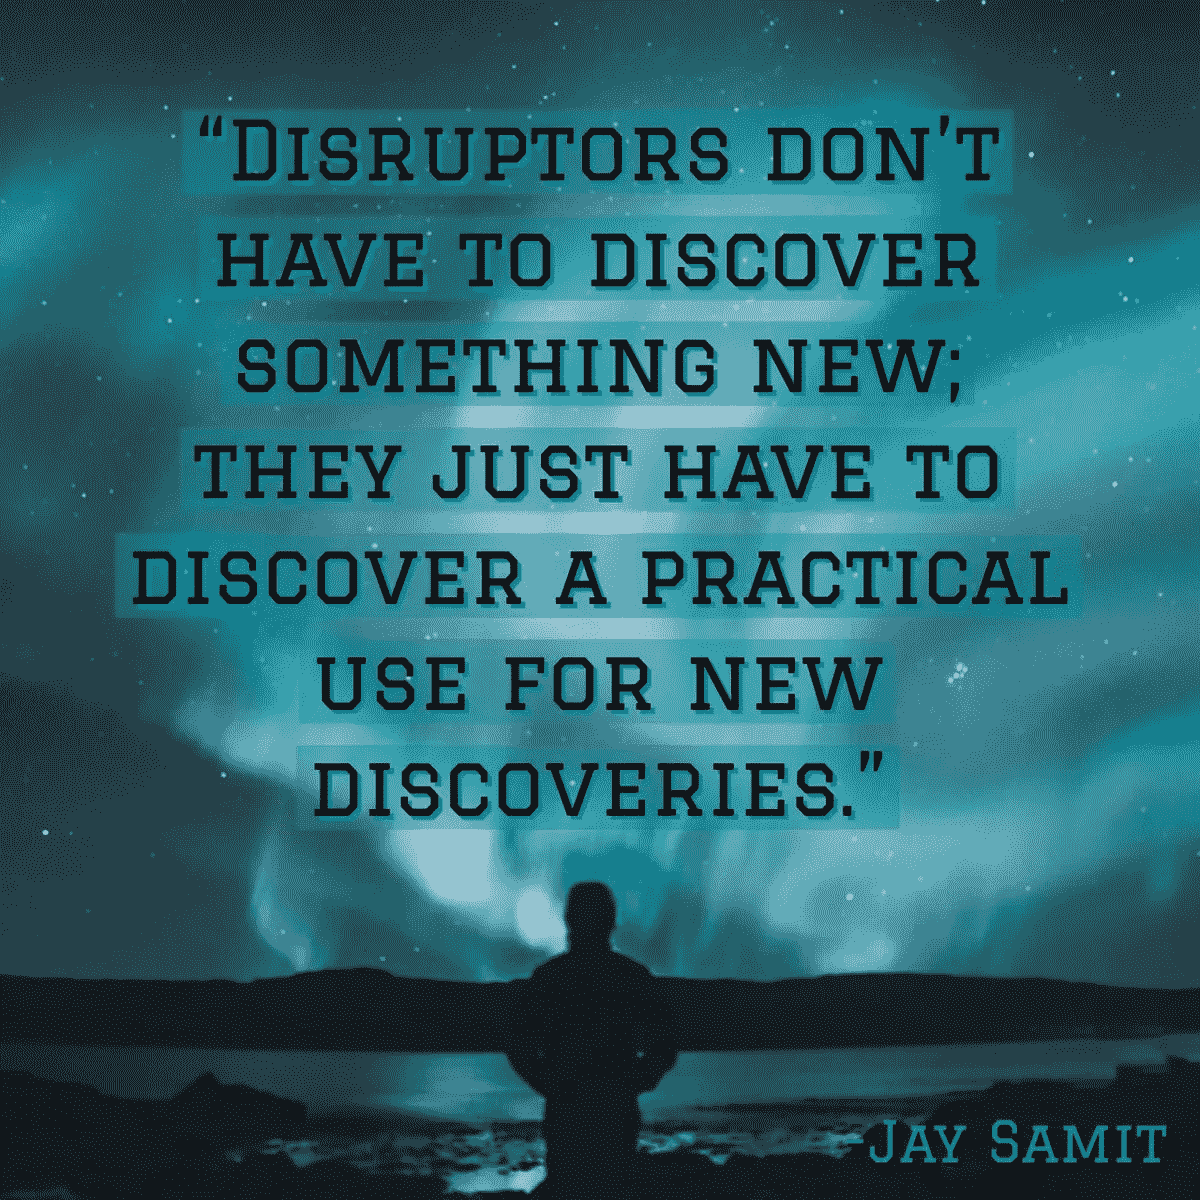 “Disruptors don't
have to discover
something new;
they just have to
discover a practical
use for new
discoveries.”
-Jay Samit